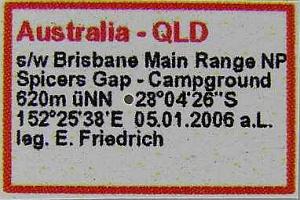 Australia - QLD
s/w Brisbane Main Range NP
Spicers Gap - Campground
620m üNN 28°04'26"S
152°25'38'E 05.01.2006 a.L.
leg. E. Friedrich